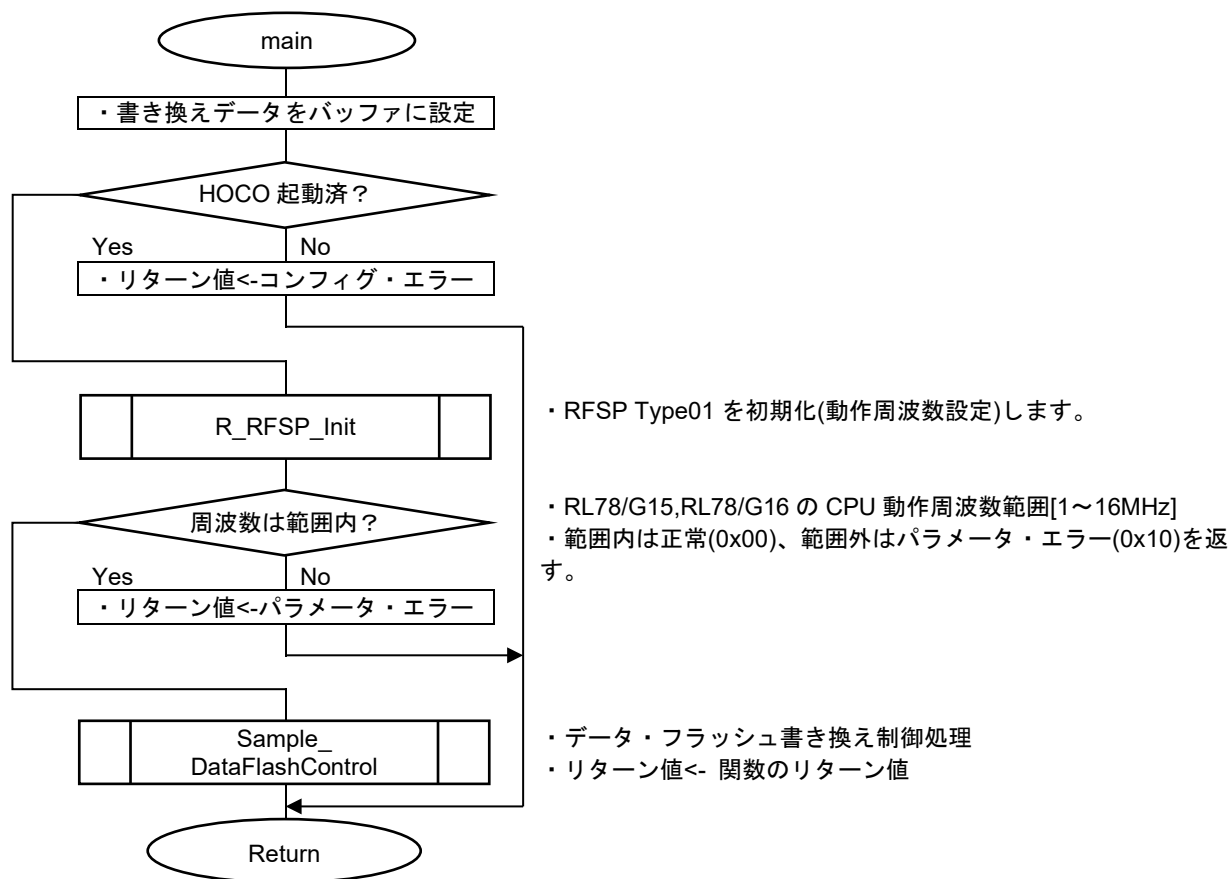 main
・書き換えデータをバッファに設定
HOCO 起動済？
Yes
No
・リターン値<-コンフィグ・エラー
R_RFSP_Init
・RFSP Type01 を初期化(動作周波数設定)します。
周波数は範囲内？
・RL78/G15,RL78/G16 の CPU 動作周波数範囲[1～16MHz]
・範囲内は正常(0x00)、範囲外はパラメータ・エラー(0x10)を返
す。
Yes
No
・リターン値<-パラメータ・エラー
Sample_
DataFlashControl
・データ・フラッシュ書き換え制御処理
・リターン値<- 関数のリターン値
Return